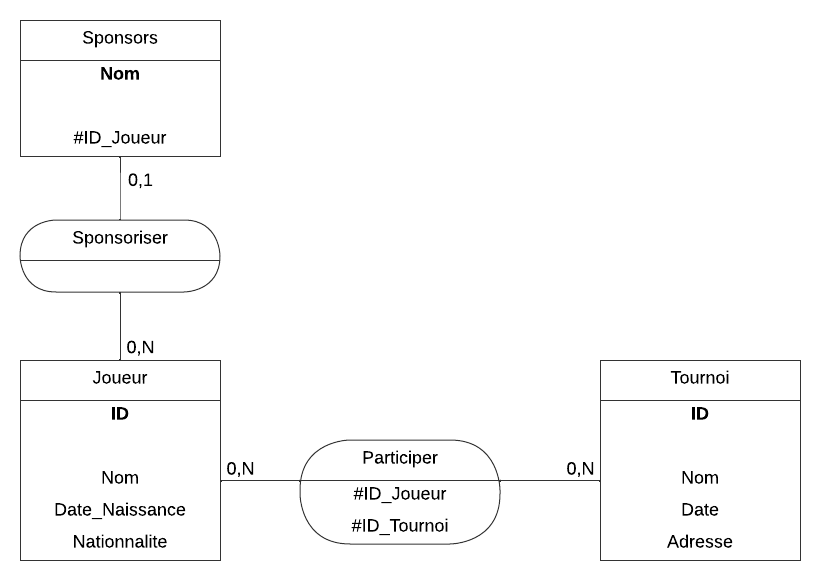 Sponsors
Nom
#ID_Joueur
0,1
Sponsoriser
0,N
Joueur
ID
Nom
Date_Naissance
Nationnalite
0,N
Participer
#ID_Joueur
#ID_Tournoi
0,N
Tournoi
ID
Nom
Date
Adresse